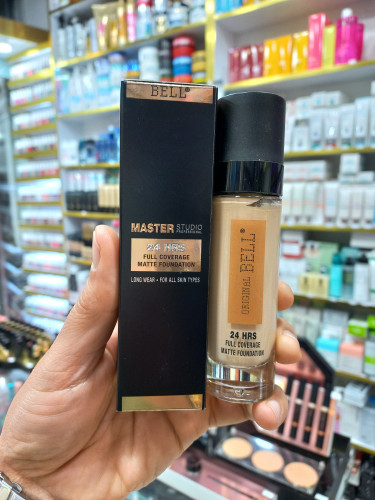 BELL®
MASTER STUDIO
PROFESSIONAL
24 HRS
FULL COVERAGE
MATTE FOUNDATION
LONG WEAR • FOR ALL SKIN TYPES
ORIGINAL BELL®
24 HRS
FULL COVERAGE
MATTE FOUNDATION